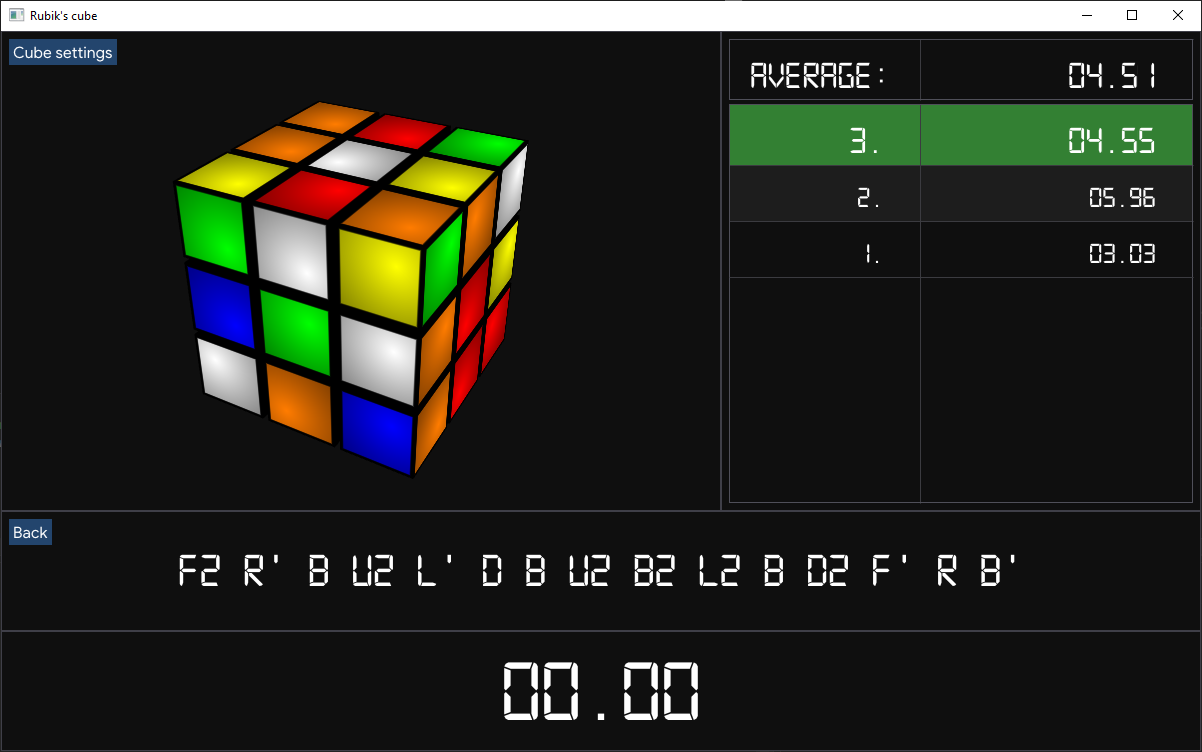 Rubik's cube
Cube settings
AVERAGE: 04.51
3. 04.55
2. 05.96
1. 03.03
Back
F2 R' B U2 L' D B U2 B2 L2 B D2 F' R B'
00.00